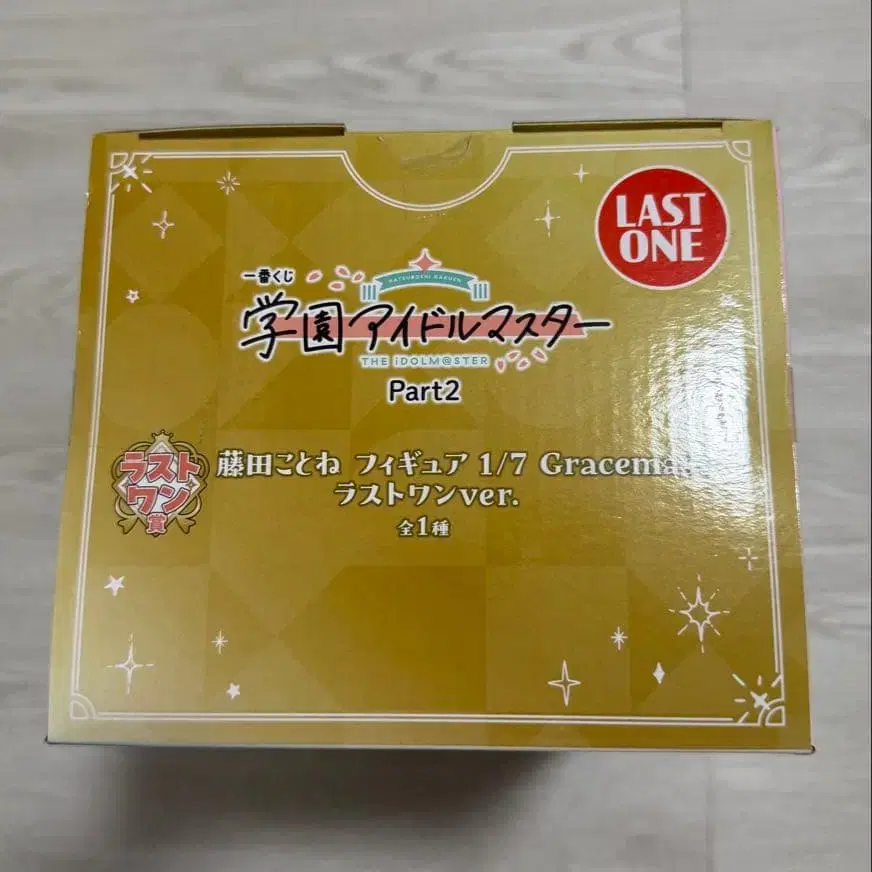 LAST
ONE
HATSUBOSHI GAKUEN
一番くじ
学園アイドルマスター
THE iDOLM@STER
Part2
ラスト
ワン
賞
藤田ことね フィギュア 1/7 Gracema
ラストワンver.
全1種